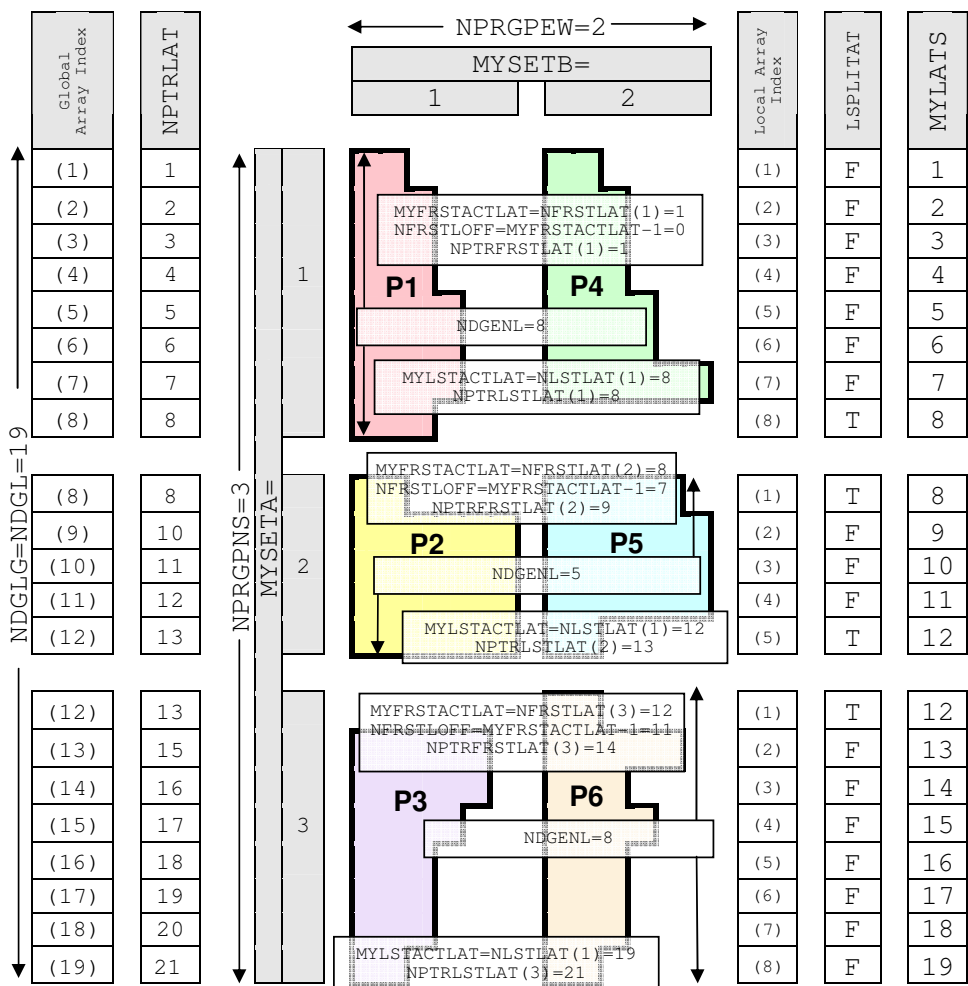 NPRGPEW=2
MYSETB=
1 2
Global Array Index
NPTRLAT
Local Array Index
LSPLITAT
MYLATS
NDGLG=NDGL=19
NPRGPNS=3
MYSETA=
(1) 1 (1) F 1
(2) 2 (2) F 2
(3) 3 (3) F 3
(4) 4 (4) F 4
(5) 5 (5) F 5
(6) 6 (6) F 6
(7) 7 (7) F 7
(8) 8 (8) T 8
1
MYFRSTACTLAT=NFRSTLAT(1)=1
NFRSTLOFF=MYFRSTACTLAT-1=0
NPTRFRSTLAT(1)=1
P1 P4
NDGENL=8
MYLSTACTLAT=NLSTLAT(1)=8
NPTRLSTLAT(1)=8
(8) 8 (1) T 8
(9) 10 (2) F 9
(10) 11 (3) F 10
(11) 12 (4) F 11
(12) 13 (5) T 12
2
MYFRSTACTLAT=NFRSTLAT(2)=8
NFRSTLOFF=MYFRSTACTLAT-1=7
NPTRFRSTLAT(2)=9
P2 P5
NDGENL=5
MYLSTACTLAT=NLSTLAT(1)=12
NPTRLSTLAT(2)=13
(12) 13 (1) T 12
(13) 15 (2) F 13
(14) 16 (3) F 14
(15) 17 (4) F 15
(16) 18 (5) F 16
(17) 19 (6) F 17
(18) 20 (7) F 18
(19) 21 (8) F 19
3
MYFRSTACTLAT=NFRSTLAT(3)=12
NFRSTLOFF=MYFRSTACTLAT-1=11
NPTRFRSTLAT(3)=14
P3 P6
NDGENL=8
MYLSTACTLAT=NLSTLAT(1)=19
NPTRLSTLAT(3)=21